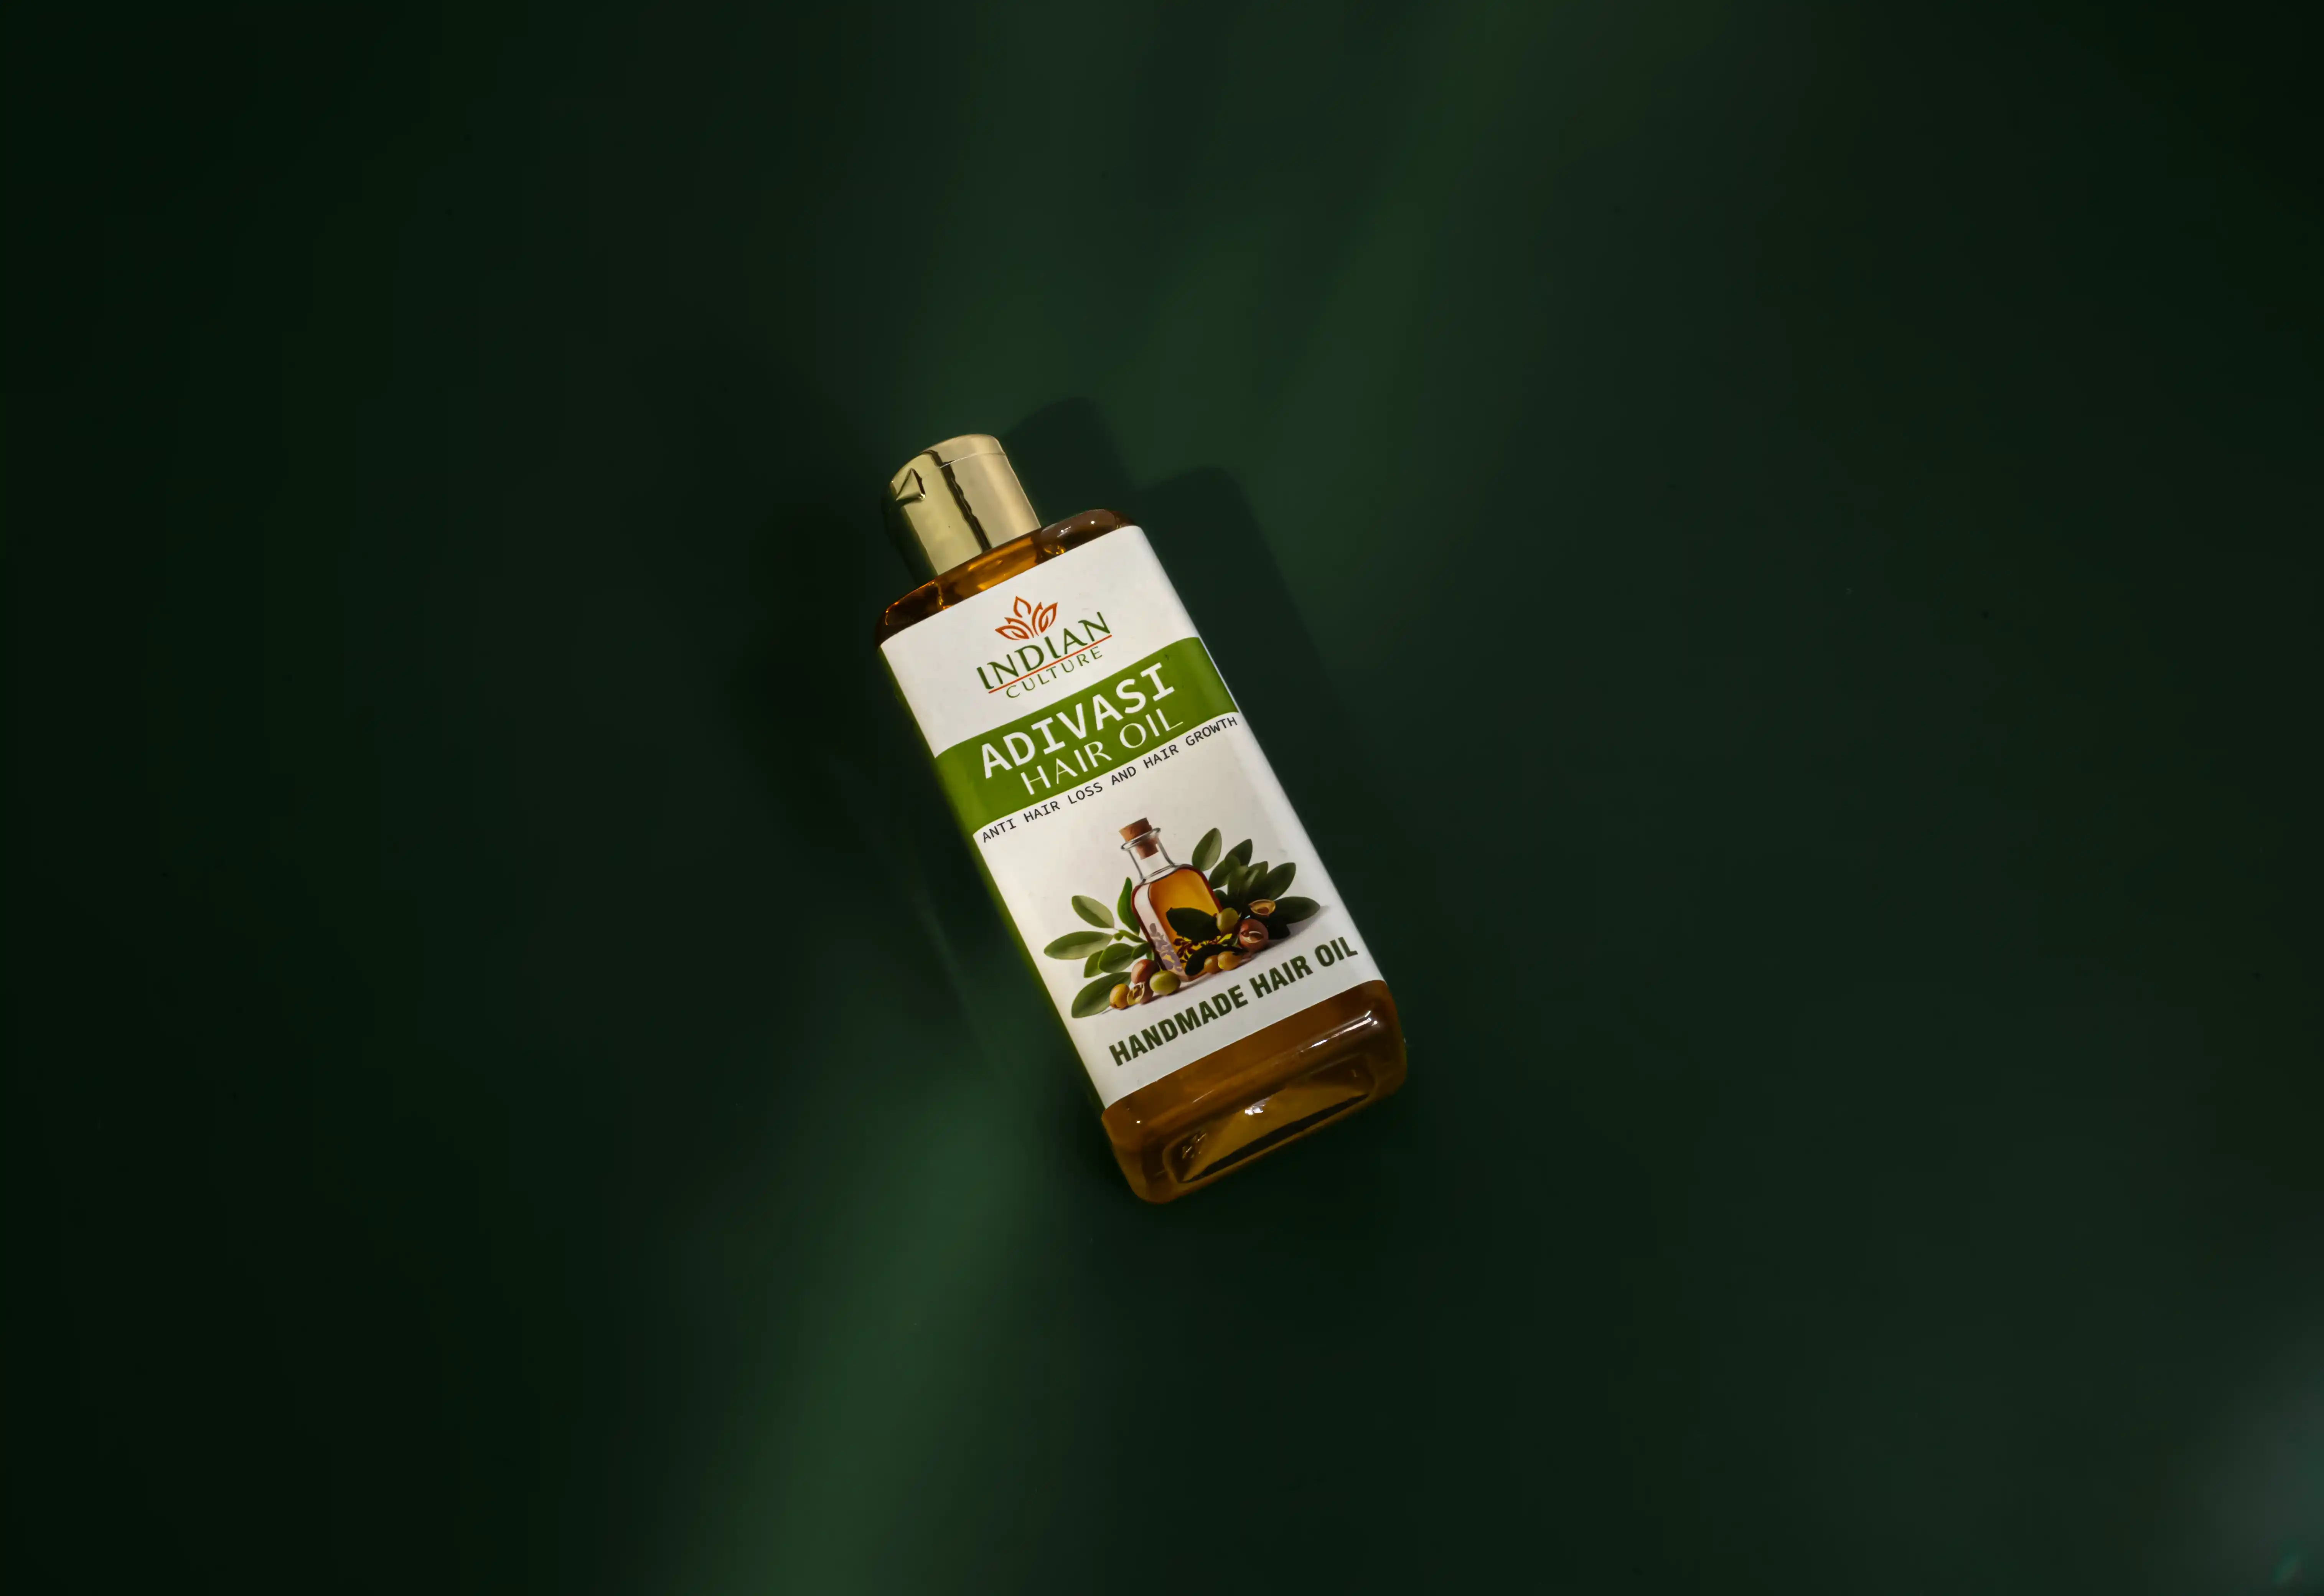 INDIAN
CULTURE
ADIVASI
HAIR OIL
ANTI HAIR LOSS AND HAIR GROWTH
HANDMADE HAIR OIL